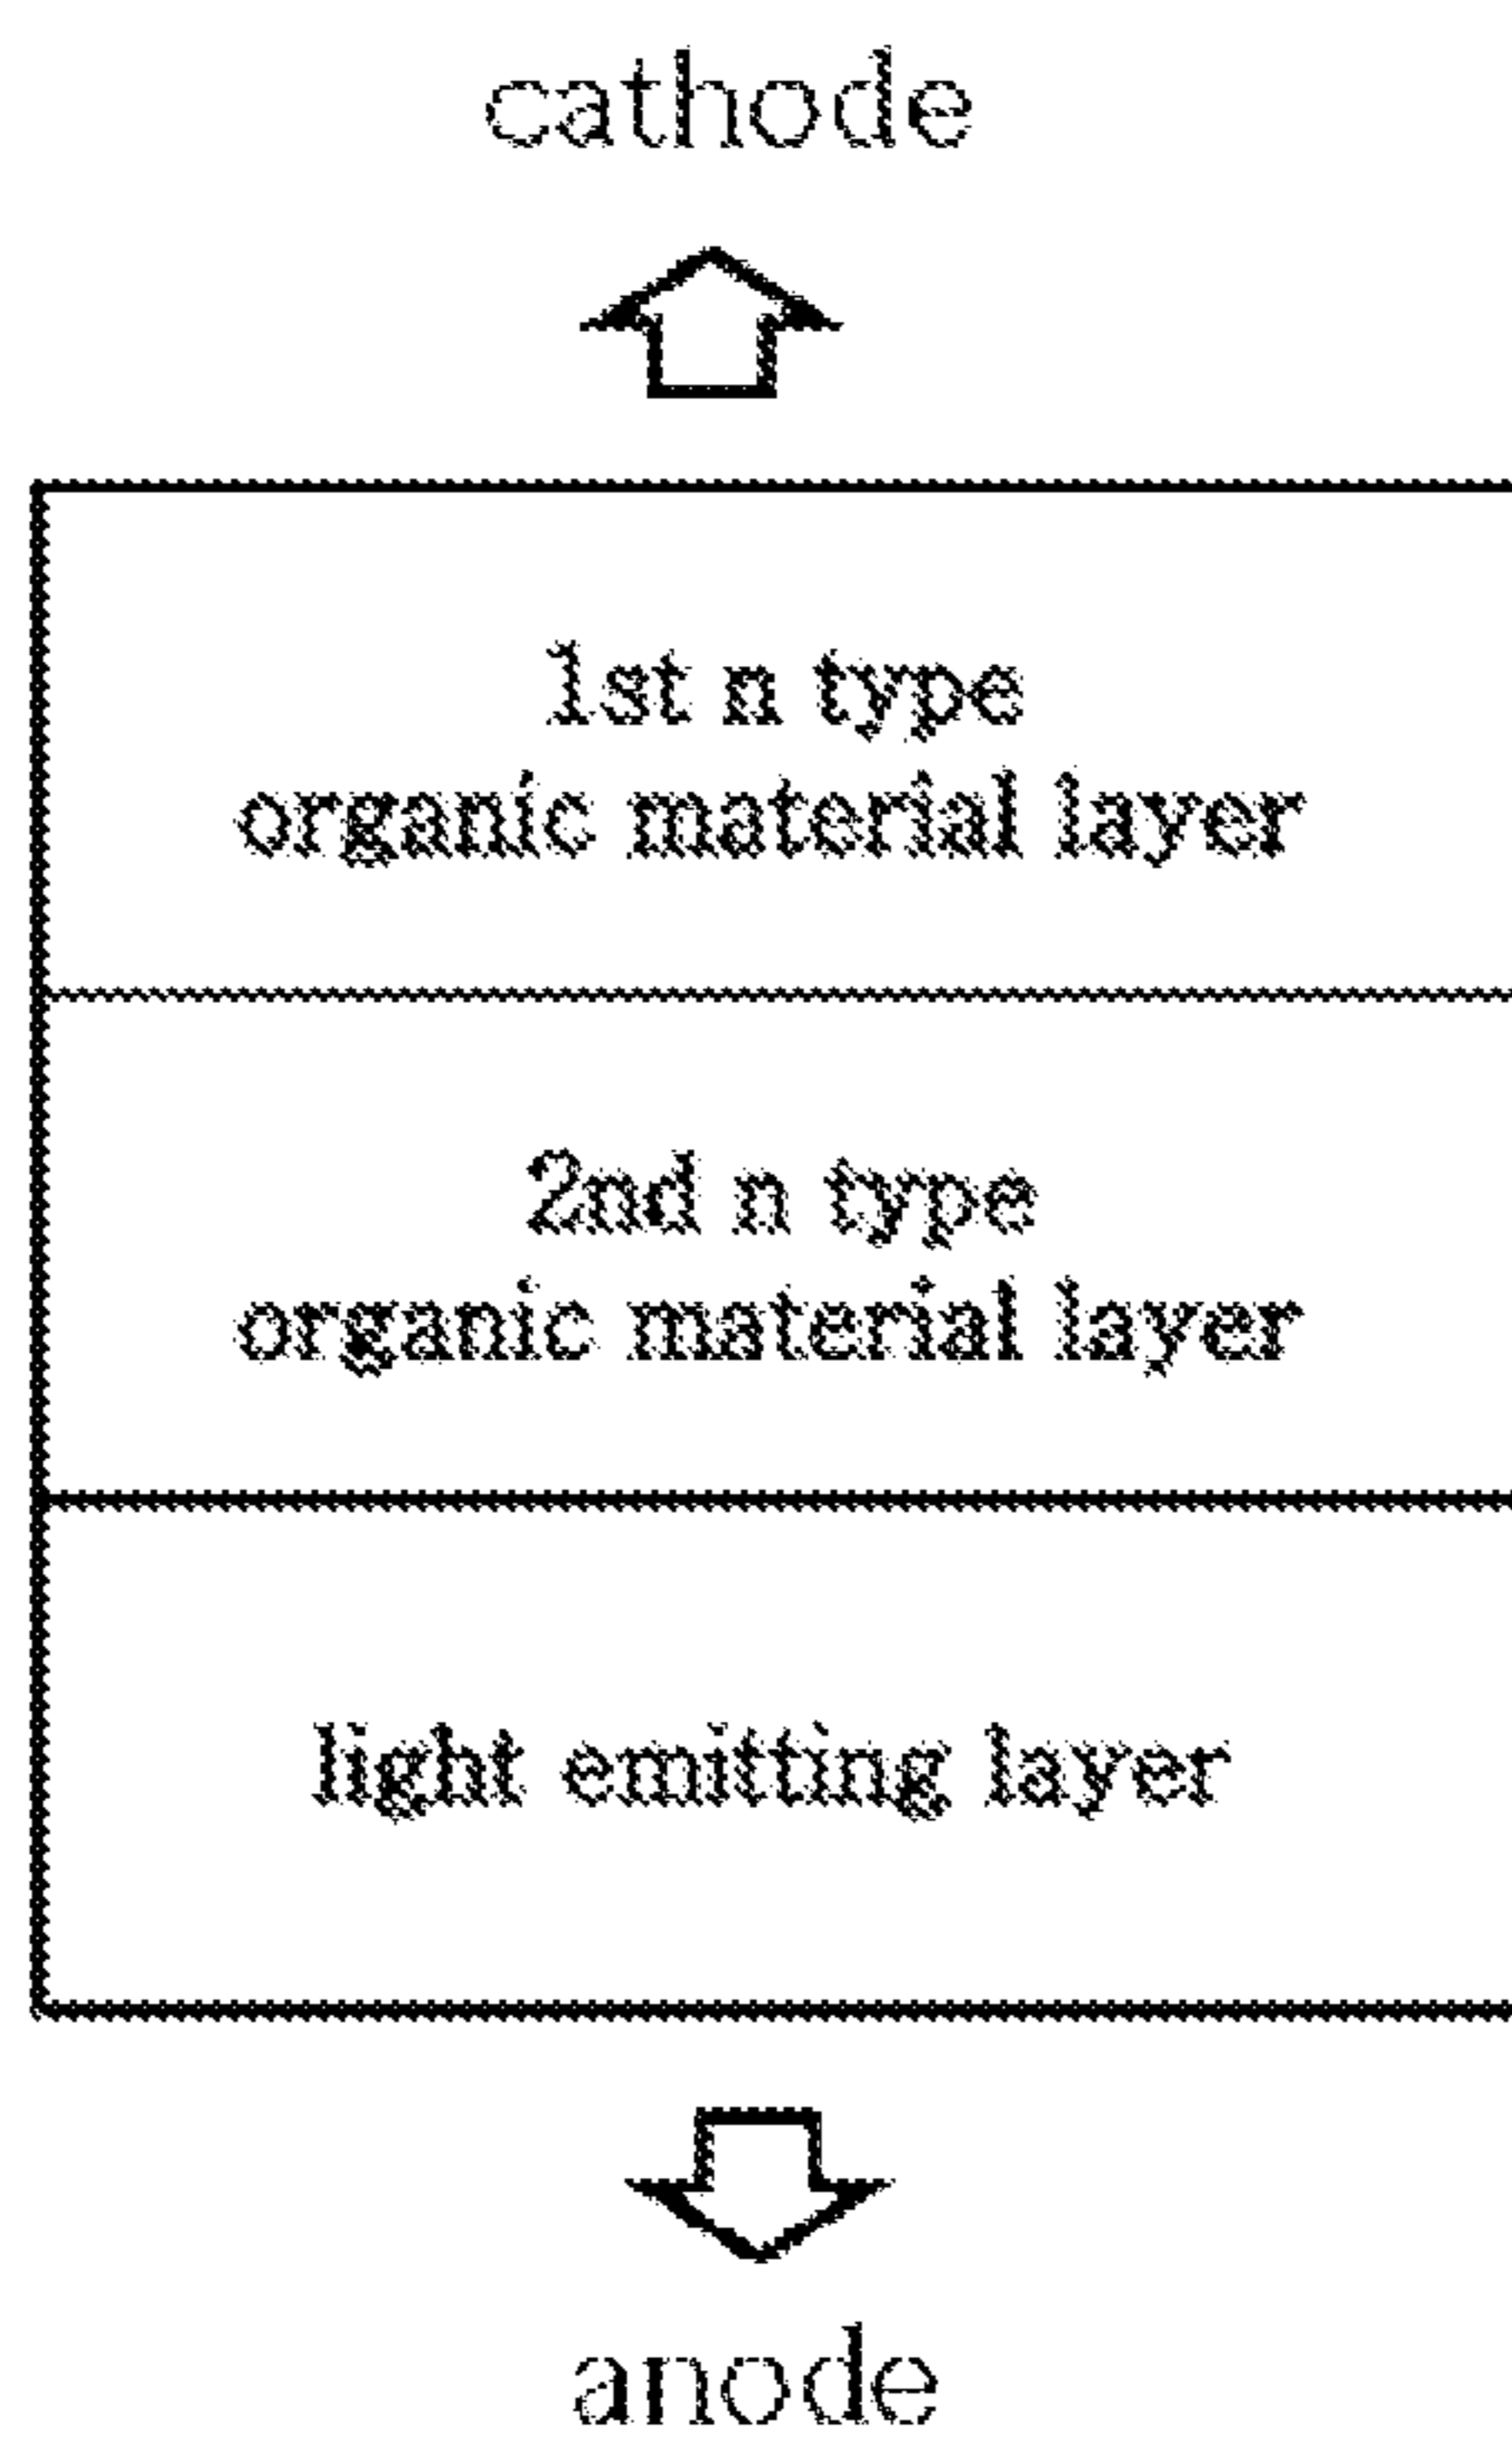 cathode
1st n type
organic material layer
2nd n type
organic material layer
light emitting layer
anode